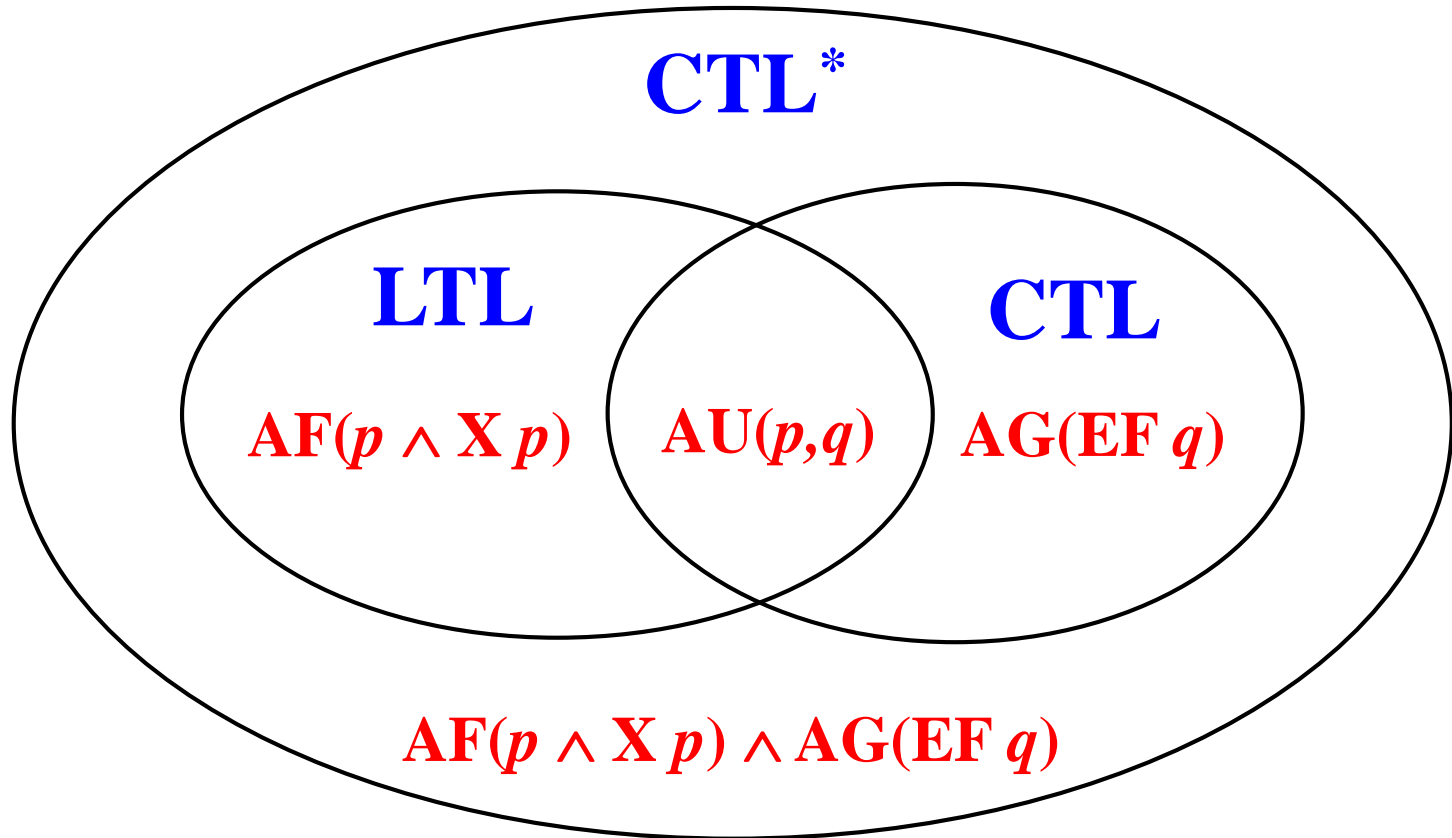 CTL*
LTL
CTL
AF(p ∧ X p)
AU(p,q)
AG(EF q)
AF(p ∧ X p) ∧ AG(EF q)